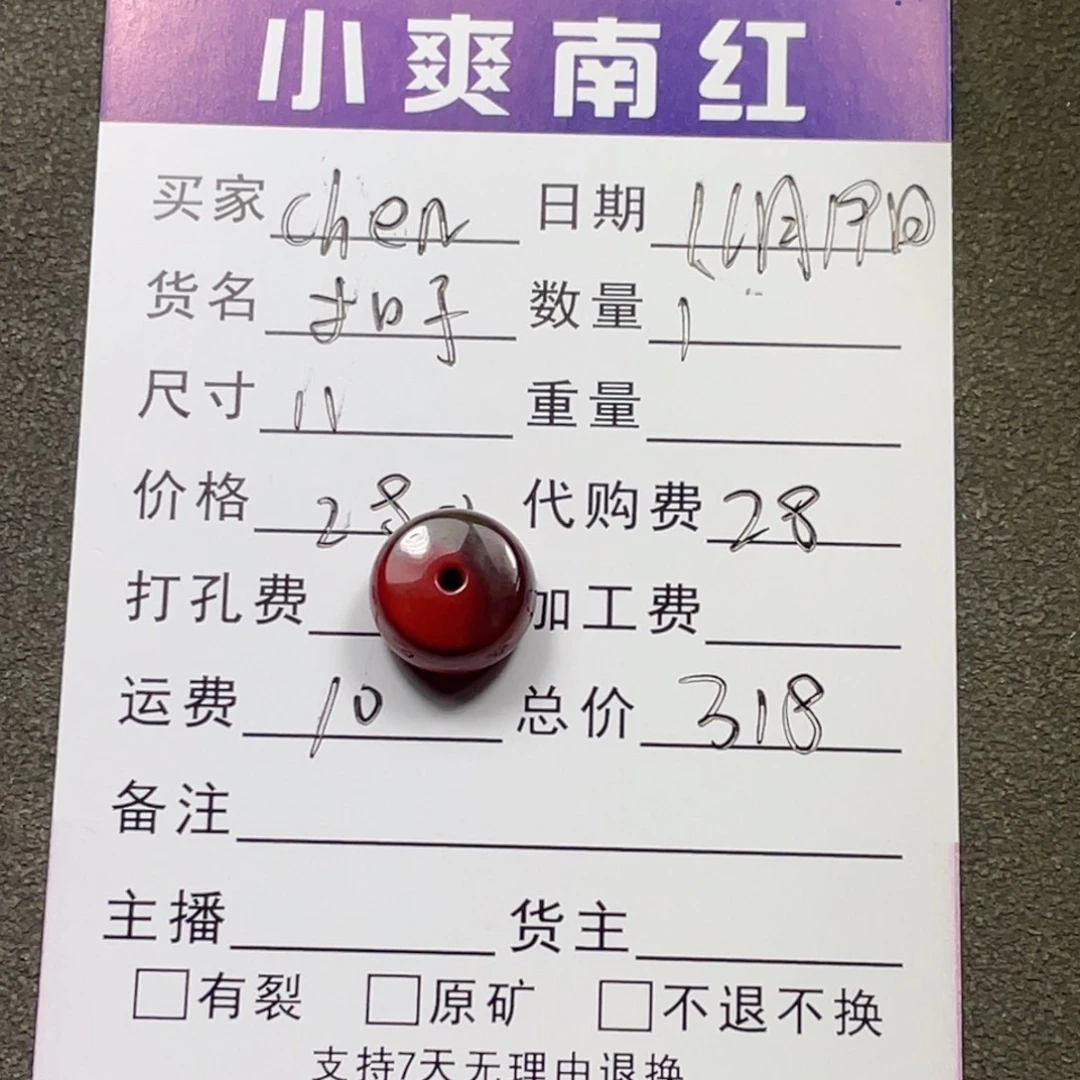 小爽南红
买家 chen 日期
货名 扣子 数量 1
尺寸 11 重量
价格 28 代购费 28
打孔费 加工费
运费 10 总价 318
备注
主播 货主
有裂 原矿 不退不换
支持7天无理由退换